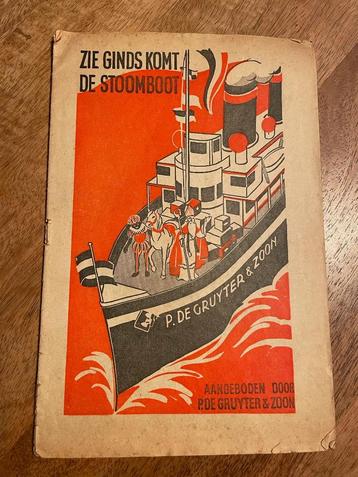 ZIE GINDS KOMT
DE STOOMBOOT
P. DE GRUYTER & ZOON
AANGEBODEN DOOR
P. DE GRUYTER & ZOON